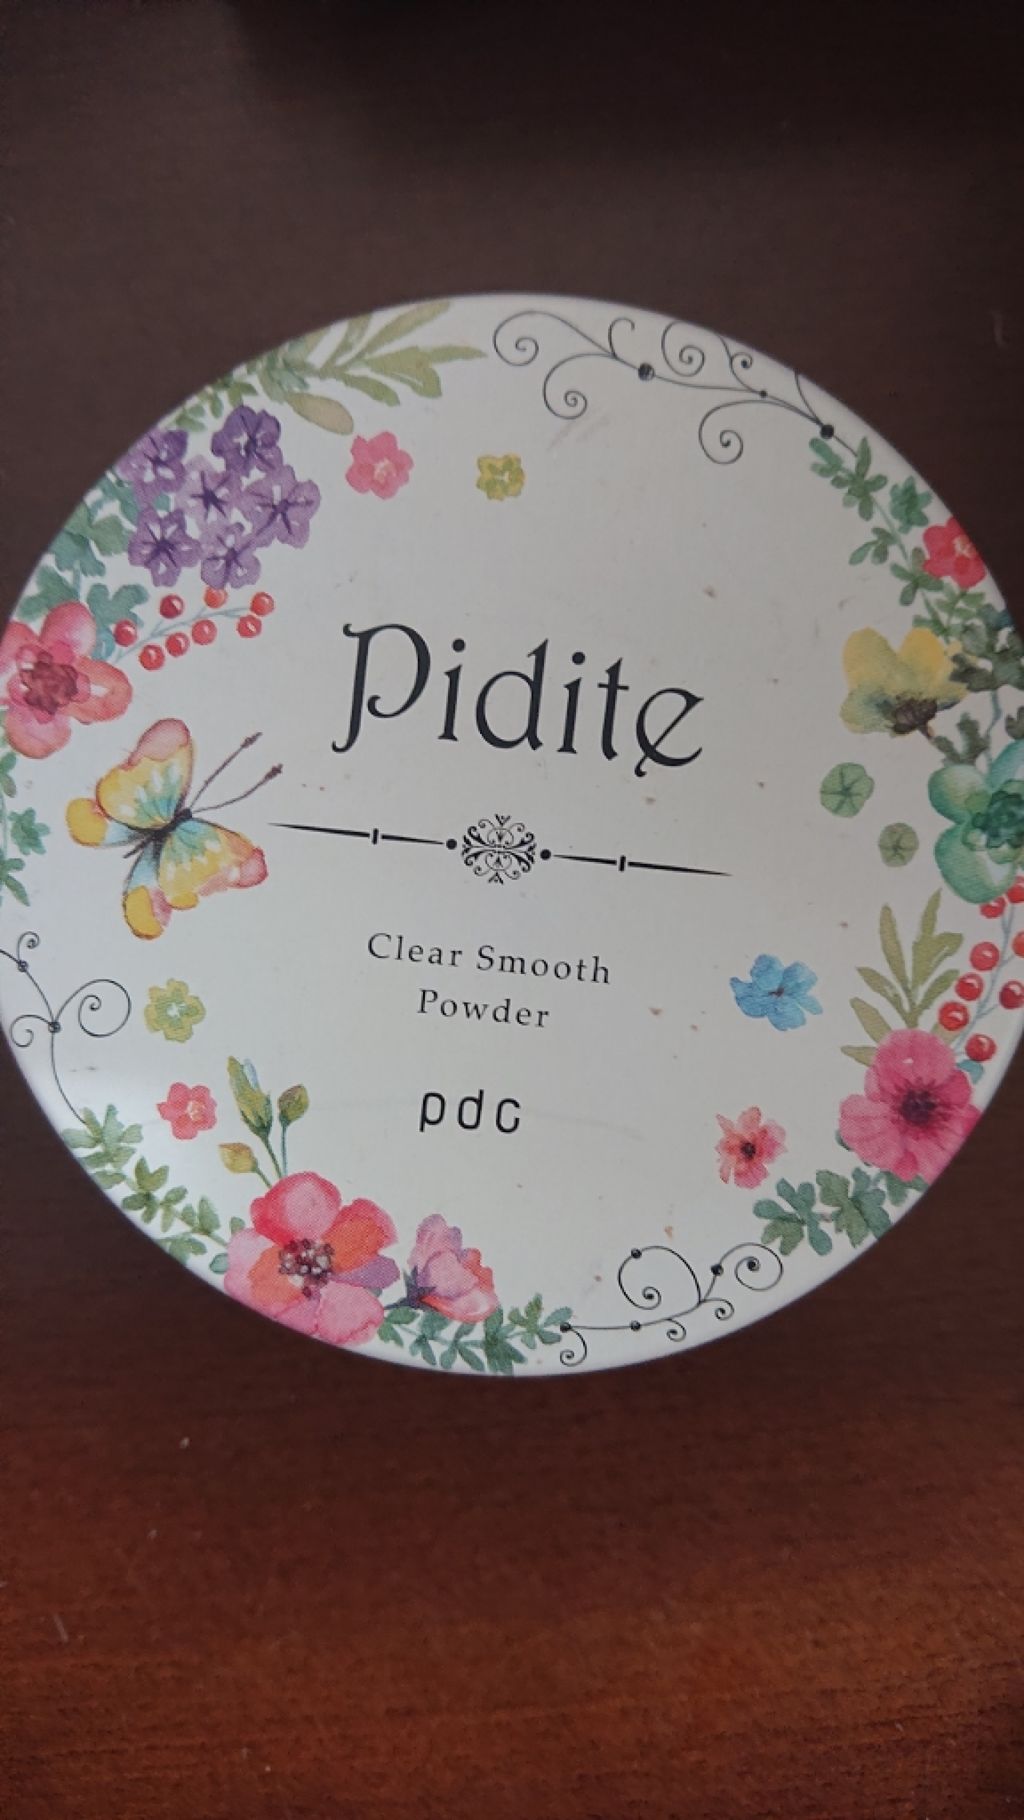 Pidite
Clear Smooth
Powder
pdc